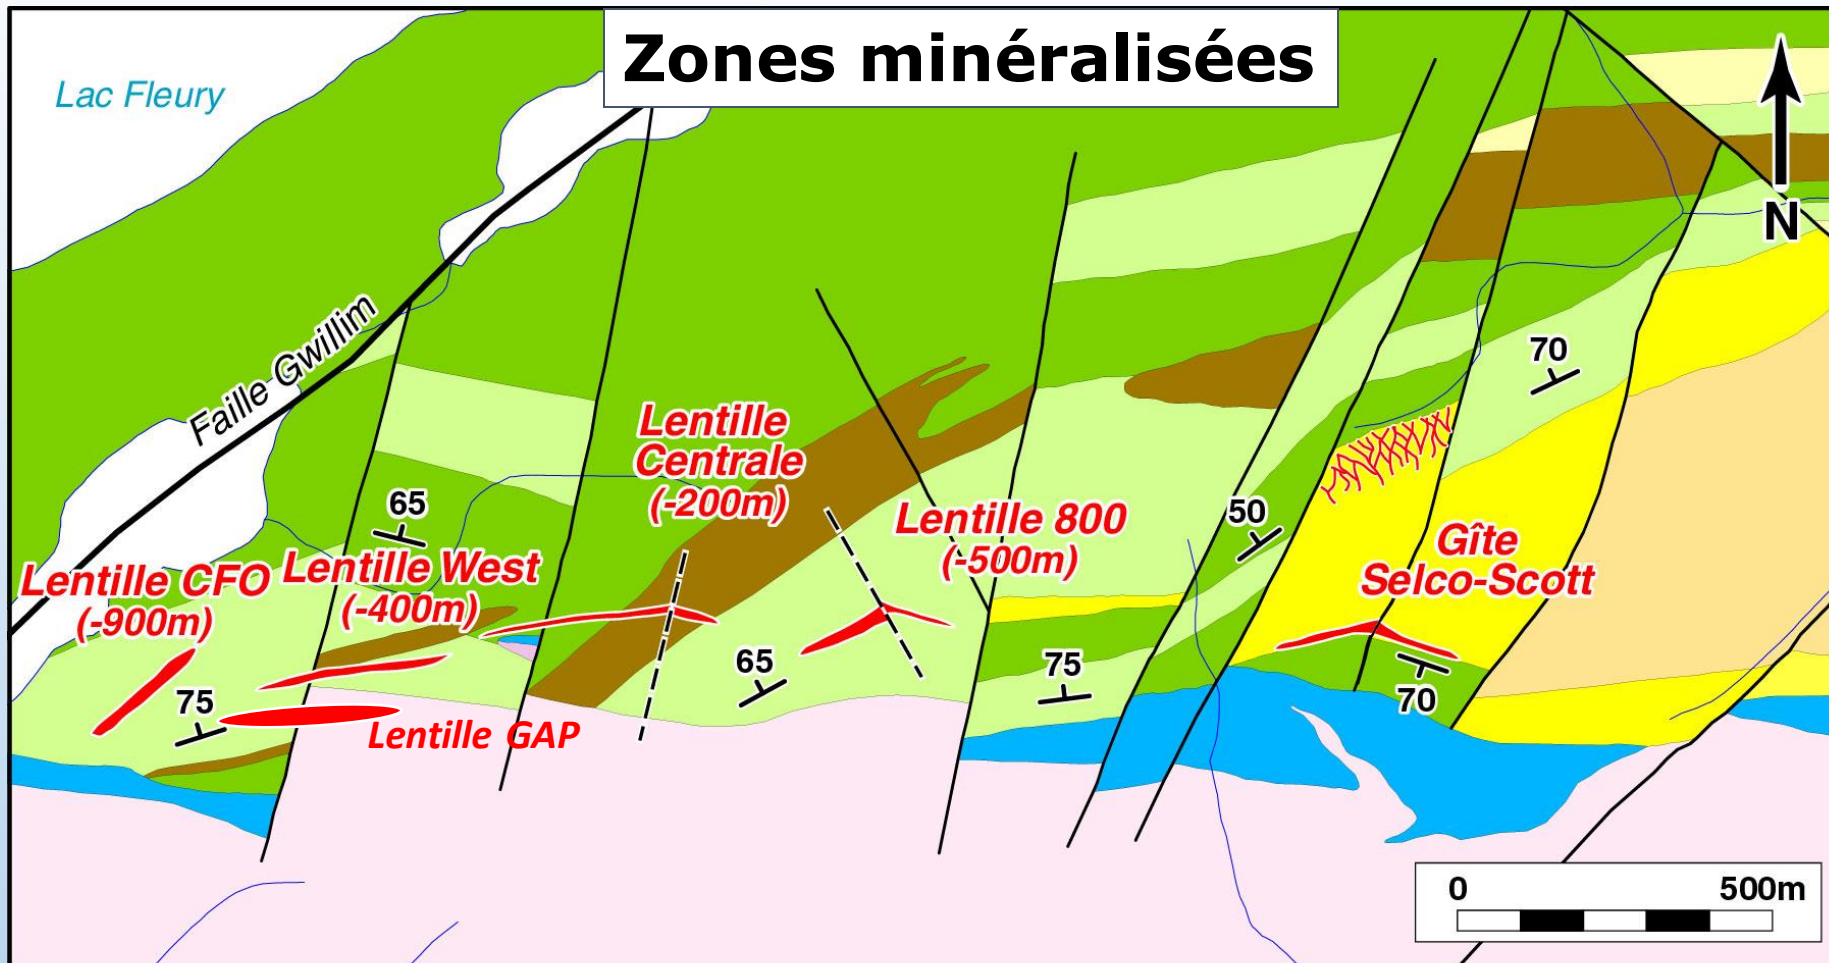 Zones minéralisées
Lac Fleury
N
Faille Gwillim
70
Lentille
Centrale
(-200m)
65
Lentille 800
(-500m)
50
Gîte
Selco-Scott
Lentille CFO
(-900m)
Lentille West
(-400m)
75
Lentille GAP
65
75
70
0 500m